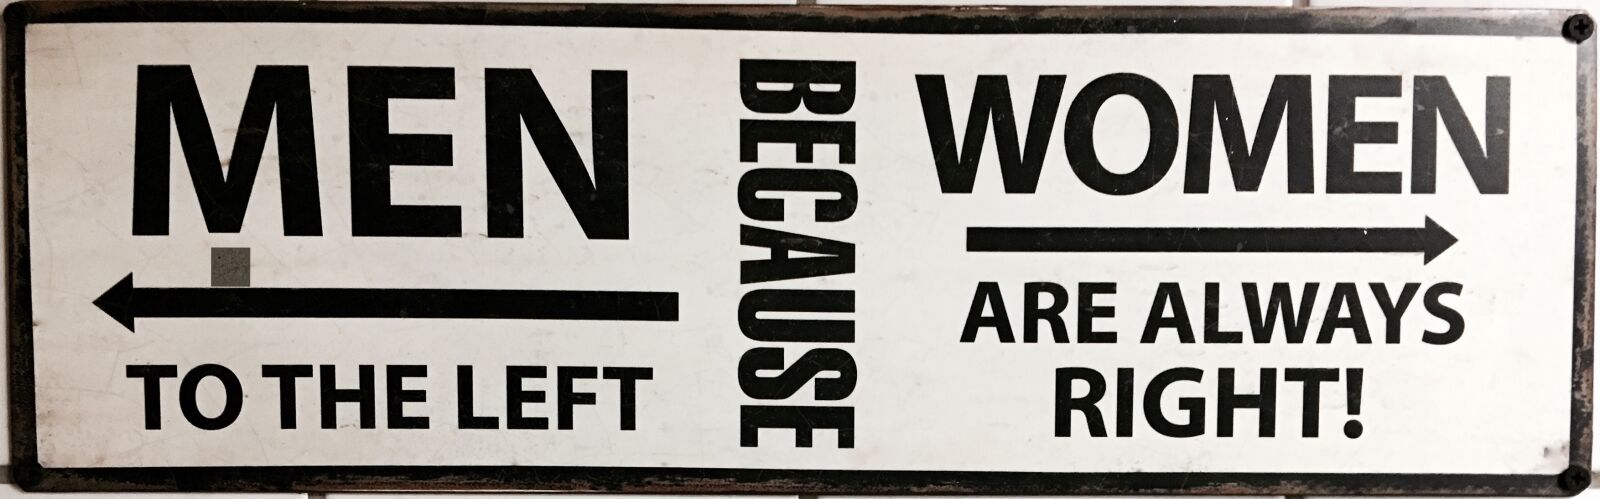 MEN
TO THE LEFT
BECAUSE
WOMEN
ARE ALWAYS
RIGHT!